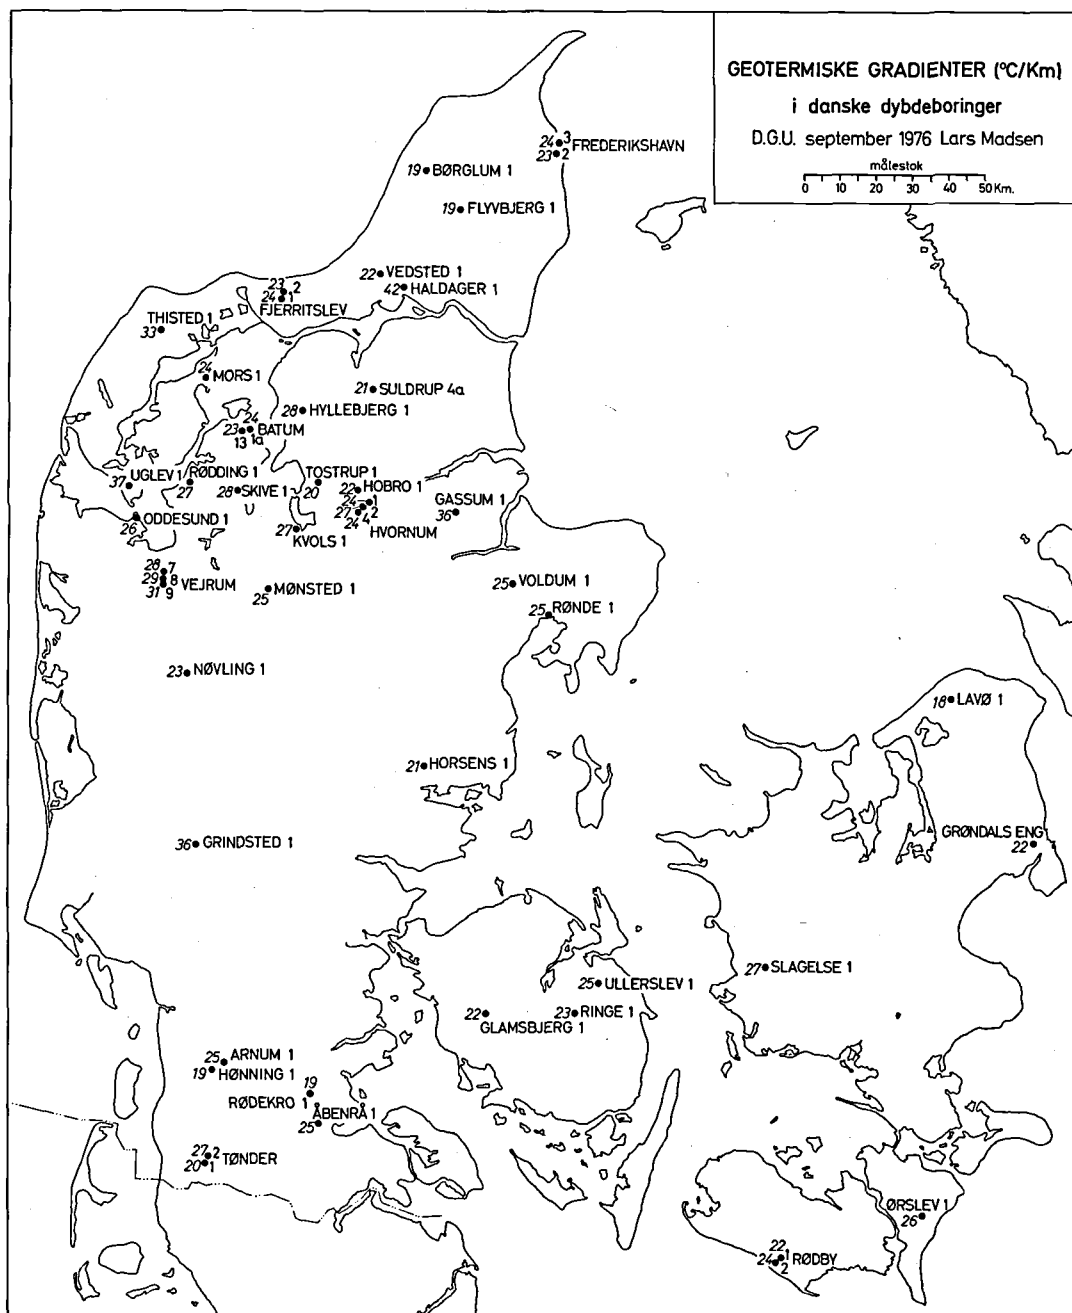 GEOTERMISKE GRADIENTER (°C/Km)
i danske dybdeboringer
D.G.U. september 1976 Lars Madsen
målestok
0 10 20 30 40 50 Km.
24 3
23 2 FREDERIKSHAVN
19 BØRGLUM 1
19 FLYVBJERG 1
22 VEDSTED 1
42 HALDAGER 1
23 2
24 1
FJERRITSLEV
THISTED 1
33
24
MORS 1
21 SULDRUP 4a
28 HYLLEBJERG 1
24
23 BATUM
13 1a
UGLEV 1
37
RØDDING 1
27
28 SKIVE 1
TOSTRUP 1
20
HOBRO 1
22
24 1
27 2
24 4
HVORNUM
GASSUM 1
36
ODDESUND 1
26
27
KVOLS 1
28 7
29 8 VEJRUM
31 9
MØNSTED 1
25
25 VOLDUM 1
25 RØNDE 1
23 NØVLING 1
18 LAVØ 1
21 HORSENS 1
36 GRINDSTED 1
GRØNDALS ENG 1
22
27 SLAGELSE 1
25 ULLERSLEV 1
22
GLAMSBJERG 1
23 RINGE 1
25 ARNUM 1
19 HØNNING 1
19
RØDEKRO 1
ÅBENRÅ 1
25
27 2
20 1 TØNDER
ØRSLEV 1
26
22 1
24 2 RØDBY